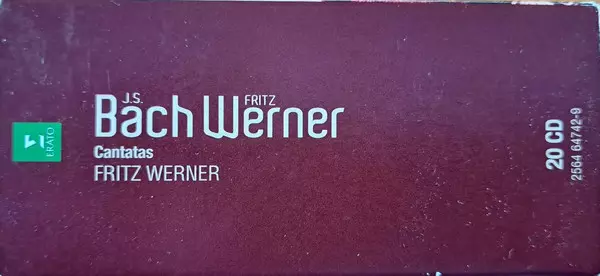 J.S. FRITZ
Bach Werner
Cantatas
FRITZ WERNER
ERATO
20 CD
2564 64742-9